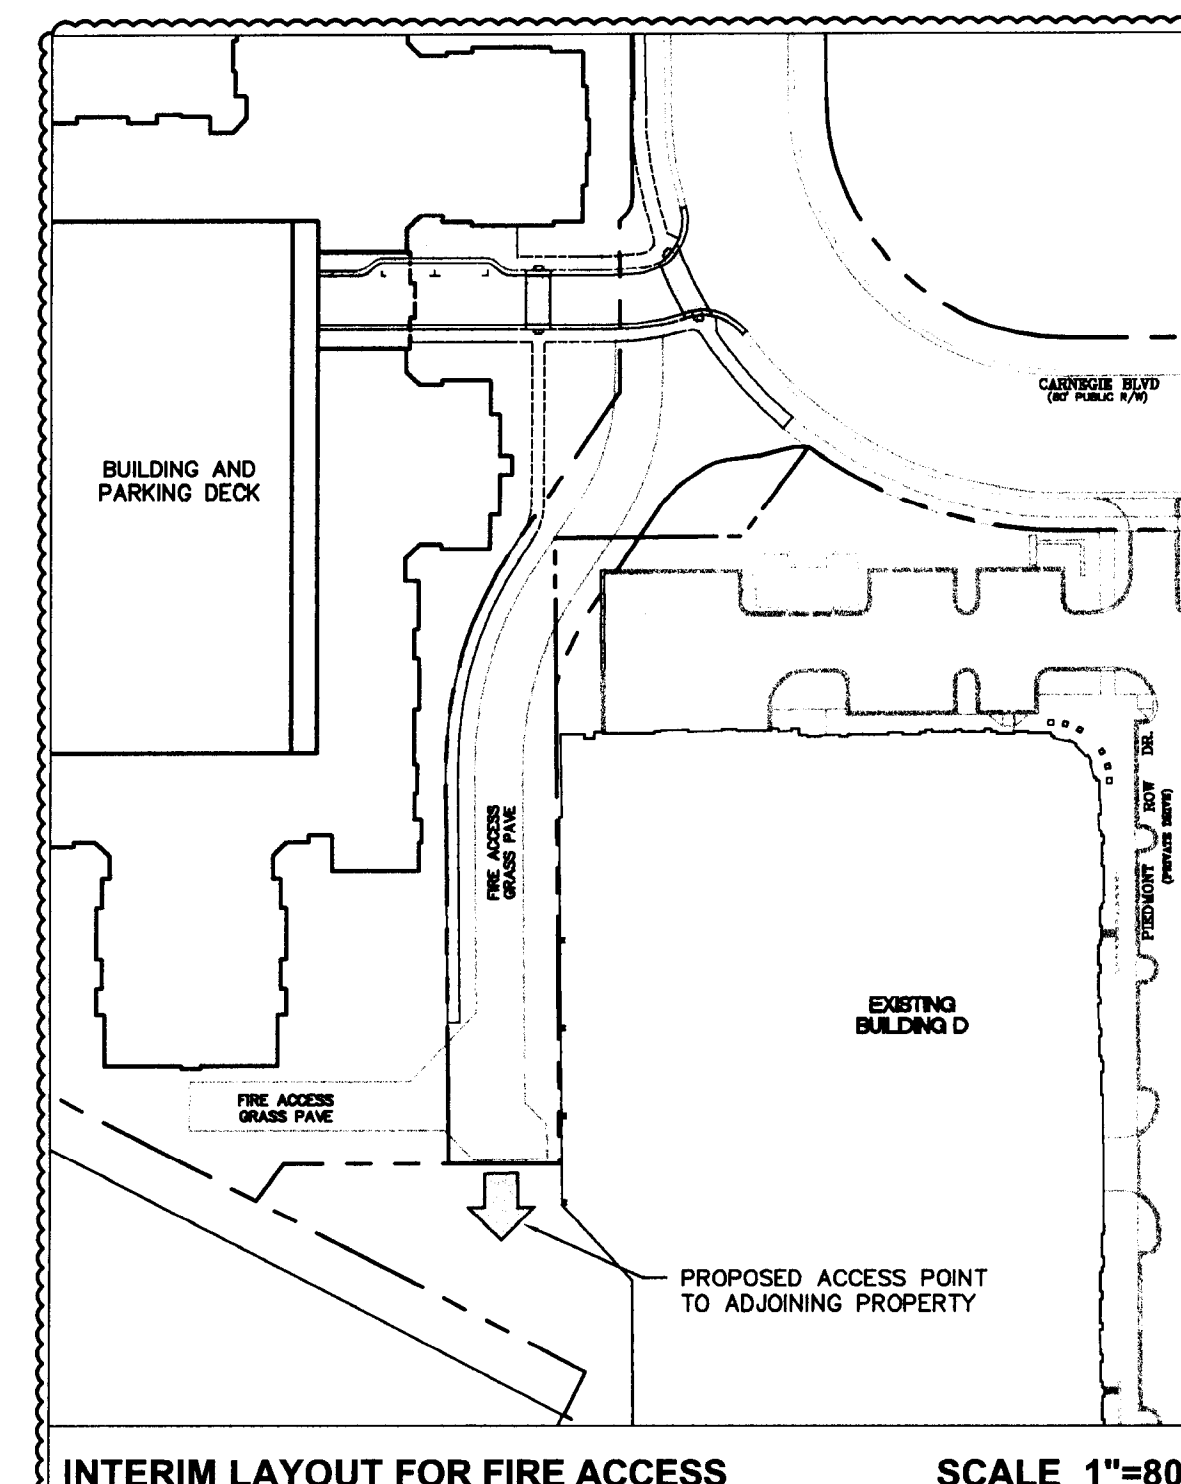 CARNEGIE BLVD
(80' PUBLIC R/W)
BUILDING AND
PARKING DECK
PIEDMONT ROW DR.
(PRIVATE DRIVE)
FIRE ACCESS
GRASS PAVE
EXISTING
BUILDING D
FIRE ACCESS
GRASS PAVE
PROPOSED ACCESS POINT
TO ADJOINING PROPERTY
INTERIM LAYOUT FOR FIRE ACCESS
SCALE 1"=80